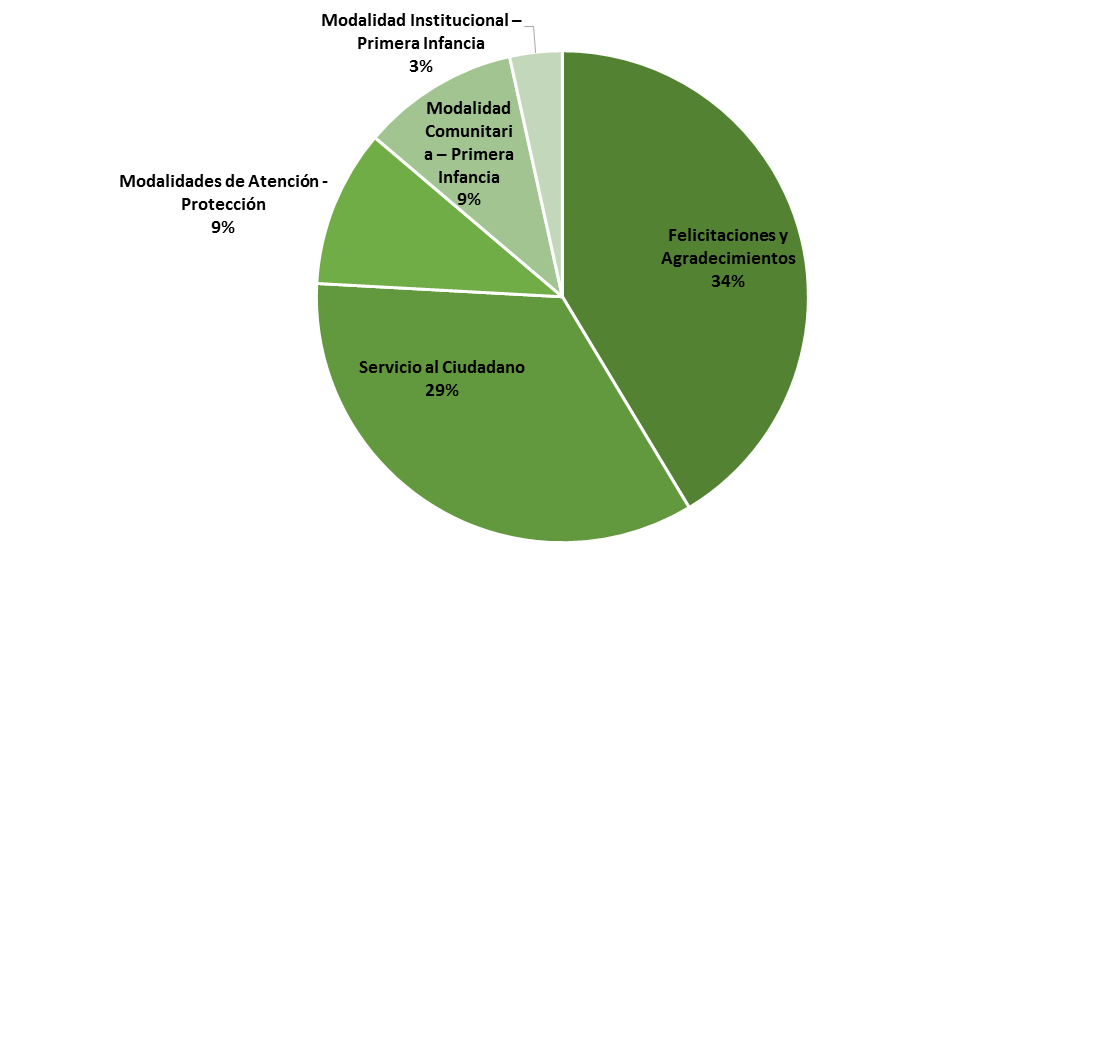 Modalidad Institucional –
Primera Infancia
3%
Modalidad
Comunitari
a – Primera
Infancia
9%
Modalidades de Atención -
Protección
9%
Felicitaciones y
Agradecimientos
34%
Servicio al Ciudadano
29%